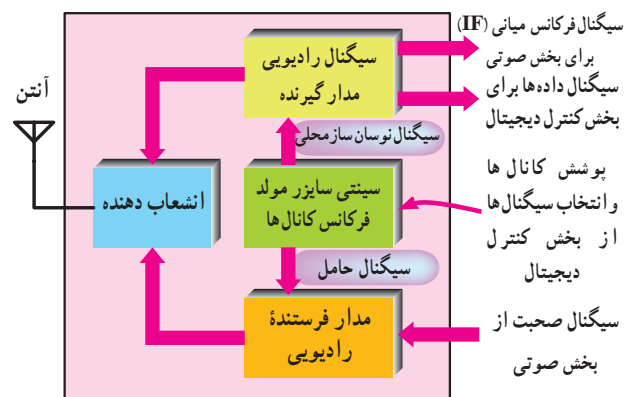 سیگنال فرکانس میانی (IF)
برای بخش صوتی
سیگنال داده‌ها برای
بخش کنترل دیجیتال
سیگنال رادیویی
مدار گیرنده
آنتن
سیگنال نوسان ساز محلی
پوشش کانال ها
و انتخاب سیگنال‌ها
از بخش کنترل
دیجیتال
سینتی سایزر مولد
فرکانس کانال‌ها
انشعاب دهنده
سیگنال حامل
مدار فرستندهٔ
رادیویی
سیگنال صحبت از
بخش صوتی